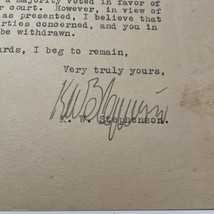 a majority voted in favor of
r court. However, in view of
as presented, I believe that
rties concerned, and you in
be withdrawn.
ards, I beg to remain,
Very truly yours,
K. Stephenson.